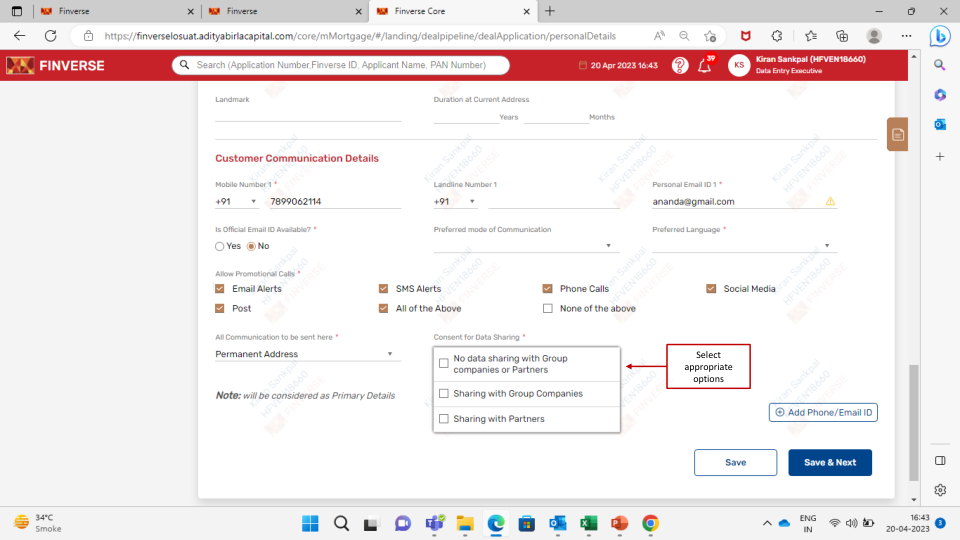 Finverse
Finverse
Finverse Core
https://finverselosuat.adityabirlacapital.com/core/mMortgage/#/landing/dealpipeline/dealApplication/personalDetails
FINVERSE
Search (Application Number,Finverse ID, Applicant Name, PAN Number)
20 Apr 2023 16:43
?
39
KS
Kiran Sankpal (HFVEN18660)
Data Entry Executive
Landmark
Duration at Current Address
Years
Months
Customer Communication Details
Mobile Number 1 *
Landline Number 1
Personal Email ID 1 *
+91
7899062114
+91
ananda@gmail.com
Is Official Email ID Available? *
Preferred mode of Communication
Preferred Language *
Yes
No
Allow Promotional Calls *
Email Alerts
SMS Alerts
Phone Calls
Social Media
Post
All of the Above
None of the above
All Communication to be sent here *
Consent for Data Sharing *
Permanent Address
No data sharing with Group
companies or Partners
Sharing with Group Companies
Sharing with Partners
Select
appropriate
options
Note: will be considered as Primary Details
Add Phone/Email ID
Save
Save & Next
Kiran Sankpal
HFVEN18660
FINVERSE
34°C
Smoke
ENG
IN
16:43
20-04-2023
3